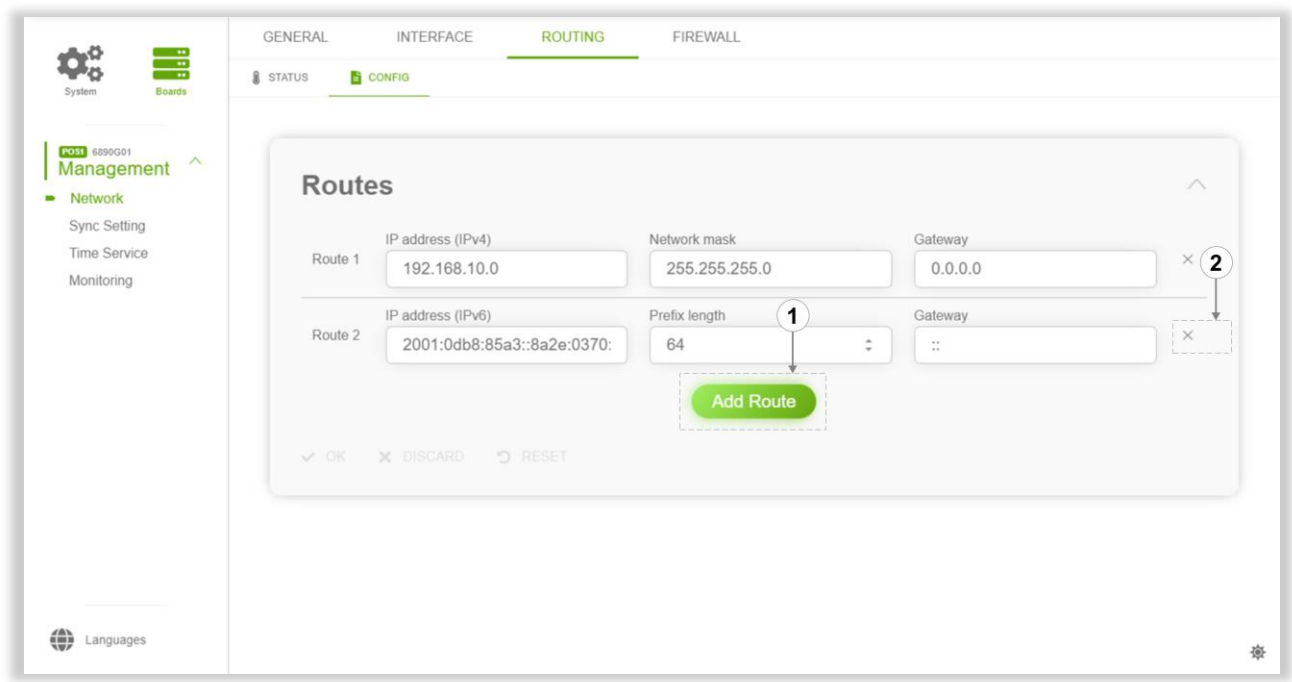 GENERAL INTERFACE ROUTING FIREWALL
System Boards
STATUS CONFIG
POS1 6890G01
Management
Network
Sync Setting
Time Service
Monitoring
Routes
IP address (IPv4) Network mask Gateway
Route 1 192.168.10.0 255.255.255.0 0.0.0.0
2
IP address (IPv6) Prefix length Gateway
1
Route 2 2001:0db8:85a3::8a2e:0370: 64 ::
Add Route
OK DISCARD RESET
Languages